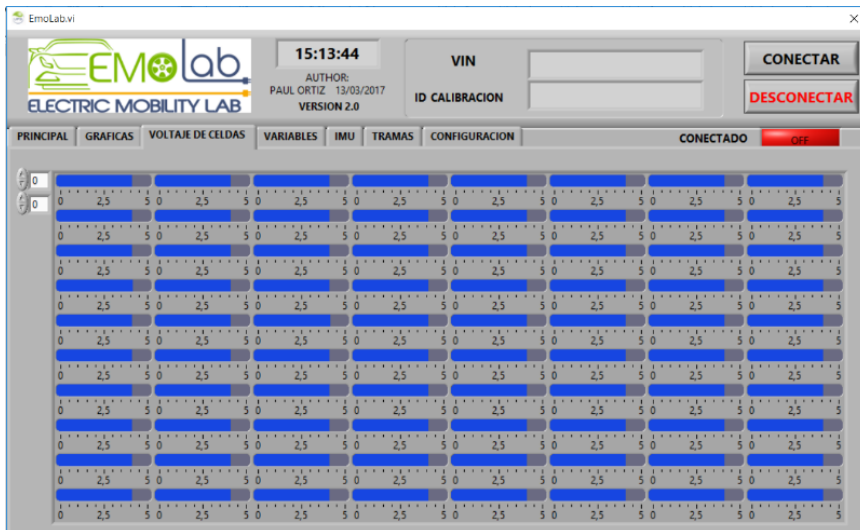 EmoLab.vi
EMOLab
ELECTRIC MOBILITY LAB
15:13:44
AUTHOR:
PAUL ORTIZ 13/03/2017
VERSION 2.0
VIN
ID CALIBRACION
CONECTAR
DESCONECTAR
PRINCIPAL GRAFICAS VOLTAJE DE CELDAS VARIABLES IMU TRAMAS CONFIGURACION CONECTADO OFF
0
0
0 2,5 5 0 2,5 5 0 2,5 5 0 2,5 5 0 2,5 5 0 2,5 5 0 2,5 5 0 2,5 5
0 2,5 5 0 2,5 5 0 2,5 5 0 2,5 5 0 2,5 5 0 2,5 5 0 2,5 5 0 2,5 5
0 2,5 5 0 2,5 5 0 2,5 5 0 2,5 5 0 2,5 5 0 2,5 5 0 2,5 5 0 2,5 5
0 2,5 5 0 2,5 5 0 2,5 5 0 2,5 5 0 2,5 5 0 2,5 5 0 2,5 5 0 2,5 5
0 2,5 5 0 2,5 5 0 2,5 5 0 2,5 5 0 2,5 5 0 2,5 5 0 2,5 5 0 2,5 5
0 2,5 5 0 2,5 5 0 2,5 5 0 2,5 5 0 2,5 5 0 2,5 5 0 2,5 5 0 2,5 5
0 2,5 5 0 2,5 5 0 2,5 5 0 2,5 5 0 2,5 5 0 2,5 5 0 2,5 5 0 2,5 5
0 2,5 5 0 2,5 5 0 2,5 5 0 2,5 5 0 2,5 5 0 2,5 5 0 2,5 5 0 2,5 5
0 2,5 5 0 2,5 5 0 2,5 5 0 2,5 5 0 2,5 5 0 2,5 5 0 2,5 5 0 2,5 5
0 2,5 5 0 2,5 5 0 2,5 5 0 2,5 5 0 2,5 5 0 2,5 5 0 2,5 5 0 2,5 5